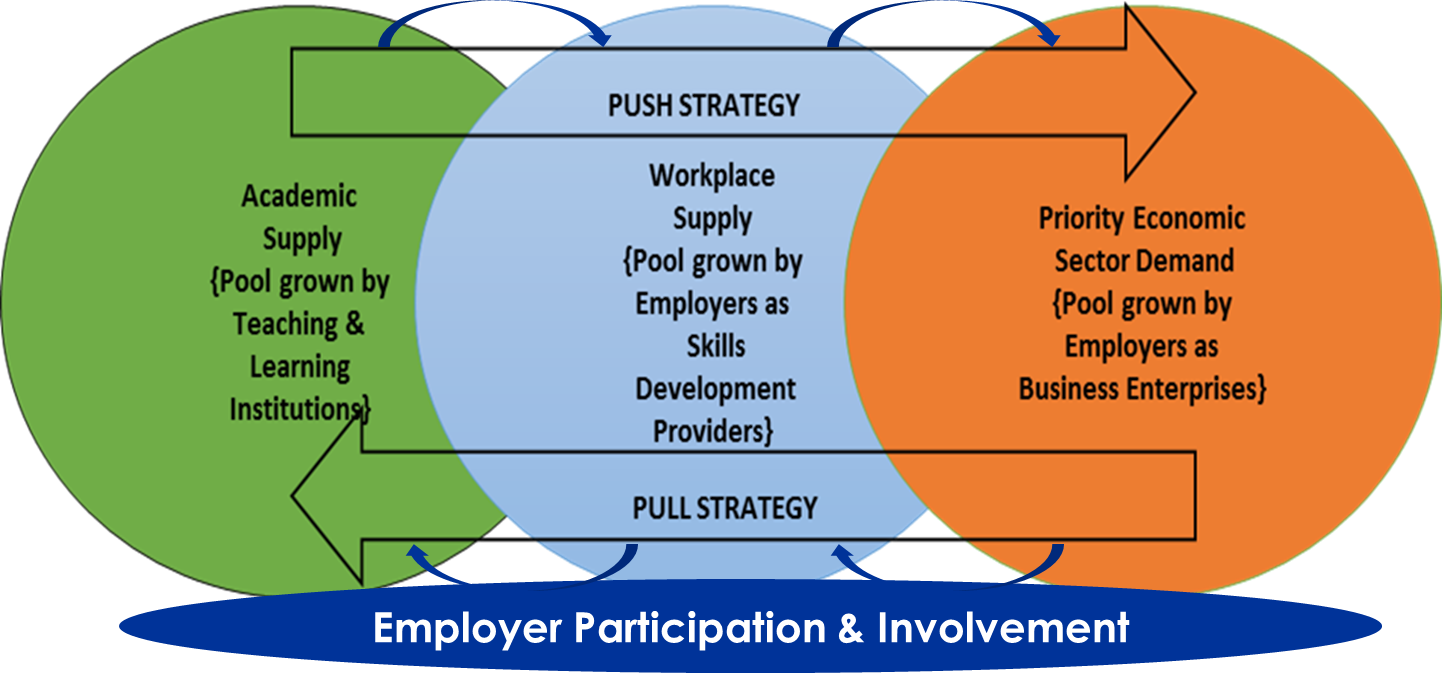 PUSH STRATEGY
Academic
Supply
{Pool grown by
Teaching &
Learning
Institutions}
Workplace
Supply
{Pool grown by
Employers as
Skills
Development
Providers}
Priority Economic
Sector Demand
{Pool grown by
Employers as
Business Enterprises}
PULL STRATEGY
Employer Participation & Involvement